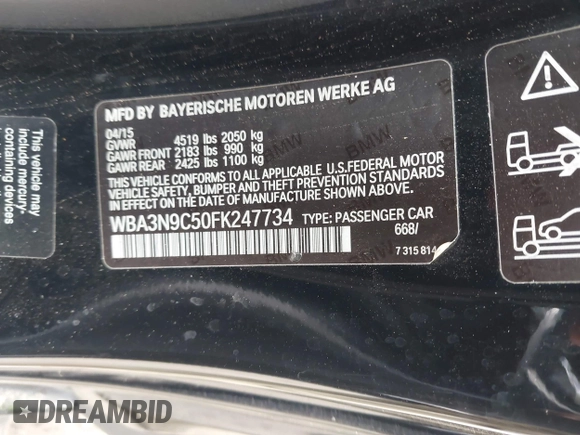 MFD BY BAYERISCHE MOTOREN WERKE AG
04/15
GVWR 4519 lbs 2050 kg
GAWR FRONT 2183 lbs 990 kg
GAWR REAR 2425 lbs 1100 kg
THIS VEHICLE CONFORMS TO ALL APPLICABLE U.S.FEDERAL MOTOR
VEHICLE SAFETY, BUMPER AND THEFT PREVENTION STANDARDS
IN EFFECT ON THE DATE OF MANUFACTURE SHOWN ABOVE.
WBA3N9C50FK247734 TYPE: PASSENGER CAR
668/
7 315 814
BMW
BMW
BMW
containing devices
include Mercury-
This vehicle may
DREAMBID